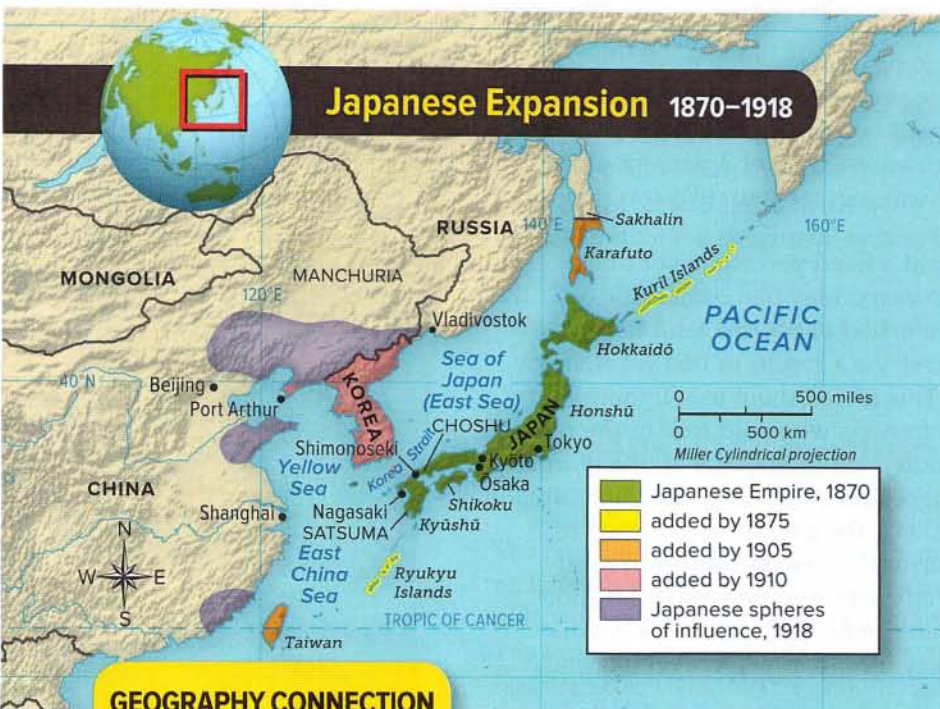 Japanese Expansion 1870–1918
RUSSIA
140°E
Sakhalin
Karafuto
160°E
Kuril Islands
MONGOLIA
MANCHURIA
120°E
Vladivostok
PACIFIC
OCEAN
Hokkaidō
Sea of
Japan
(East Sea)
40°N
Beijing
Port Arthur
KOREA
JAPAN
Honshū
0 500 miles
0 500 km
Miller Cylindrical projection
CHOSHU
Shimonoseki
Korea Strait
Tokyo
Kyōto
Ōsaka
Yellow
Sea
CHINA
Shikoku
Nagasaki
Kyūshū
SATSUMA
Shanghai
N
W E
S
East
China
Sea
Ryukyu
Islands
TROPIC OF CANCER
Taiwan
Japanese Empire, 1870
added by 1875
added by 1905
added by 1910
Japanese spheres
of influence, 1918
GEOGRAPHY CONNECTION